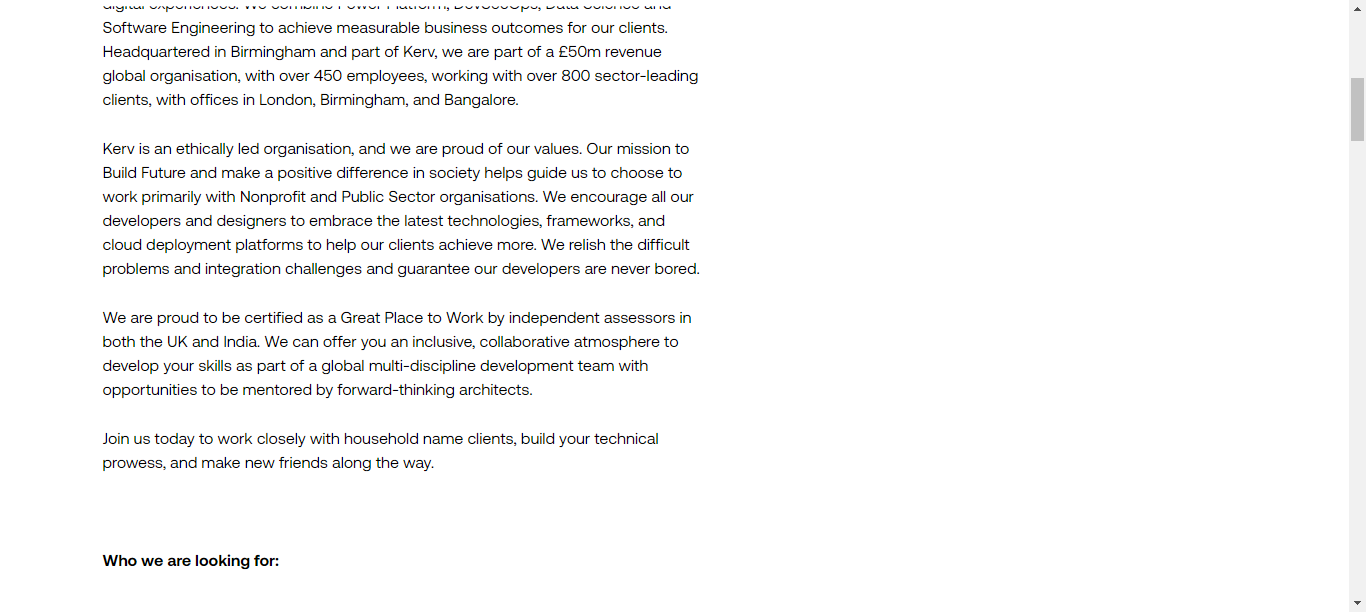 digital experiences. We combine Power Platform, DevSecOps, Data Science and
Software Engineering to achieve measurable business outcomes for our clients.
Headquartered in Birmingham and part of Kerv, we are part of a £50m revenue
global organisation, with over 450 employees, working with over 800 sector-leading
clients, with offices in London, Birmingham, and Bangalore.
Kerv is an ethically led organisation, and we are proud of our values. Our mission to
Build Future and make a positive difference in society helps guide us to choose to
work primarily with Nonprofit and Public Sector organisations. We encourage all our
developers and designers to embrace the latest technologies, frameworks, and
cloud deployment platforms to help our clients achieve more. We relish the difficult
problems and integration challenges and guarantee our developers are never bored.
We are proud to be certified as a Great Place to Work by independent assessors in
both the UK and India. We can offer you an inclusive, collaborative atmosphere to
develop your skills as part of a global multi-discipline development team with
opportunities to be mentored by forward-thinking architects.
Join us today to work closely with household name clients, build your technical
prowess, and make new friends along the way.
Who we are looking for: